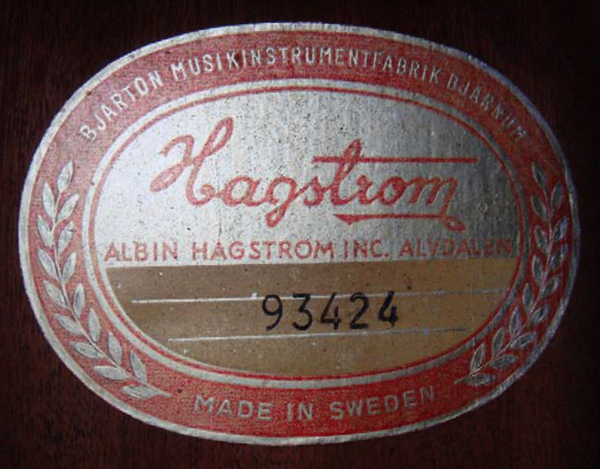 BJARTON MUSIKINSTRUMENTFABRIK BJARNUM
Hagstrom
ALBIN HAGSTROM INC. ALVDALEN
93424
MADE IN SWEDEN